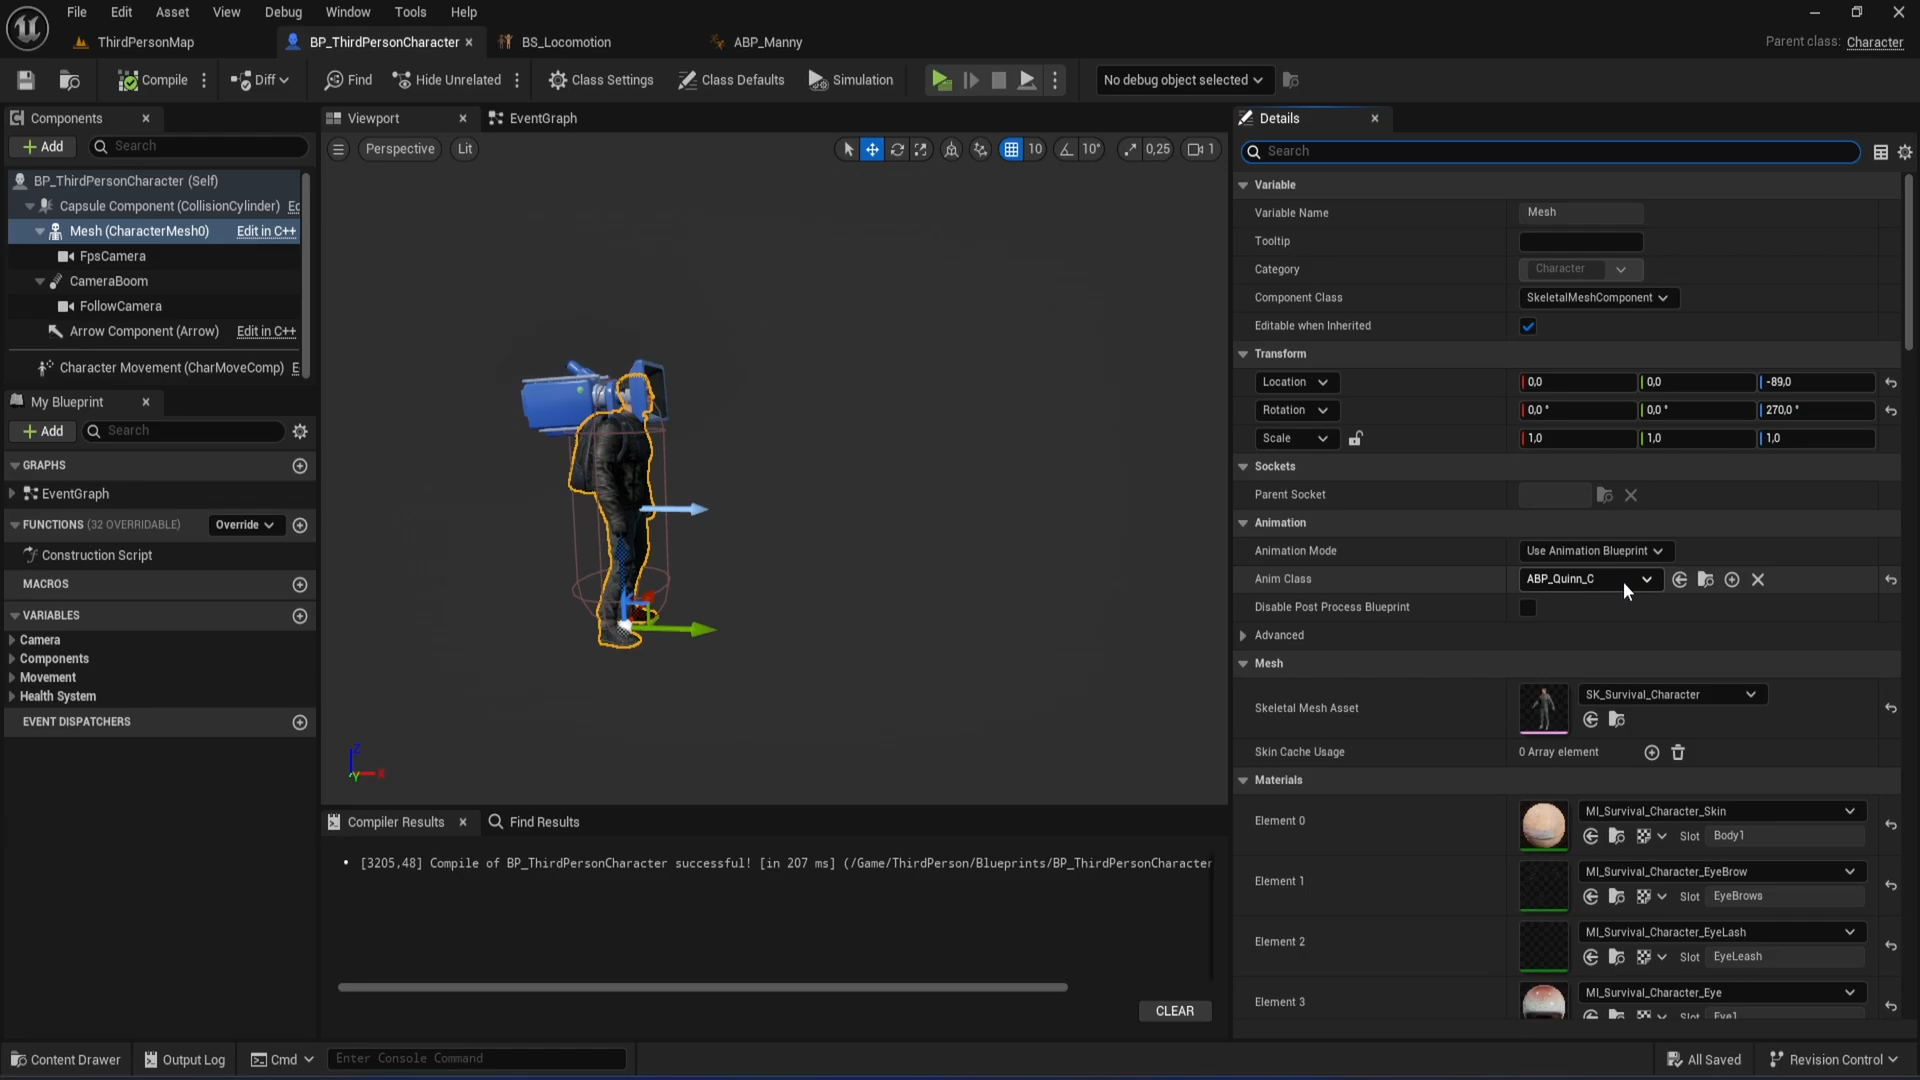 File Edit Asset View Debug Window Tools Help
ThirdPersonMap BP_ThirdPersonCharacter BS_Locomotion ABP_Manny
Parent class: Character
Compile Diff Find Hide Unrelated Class Settings Class Defaults Simulation No debug object selected
Components
Add Search
BP_ThirdPersonCharacter (Self)
Capsule Component (CollisionCylinder) Ed
Mesh (CharacterMesh0) Edit in C++
FpsCamera
CameraBoom
FollowCamera
Arrow Component (Arrow) Edit in C++
Character Movement (CharMoveComp) E
My Blueprint
Add Search
GRAPHS
EventGraph
FUNCTIONS (32 OVERRIDABLE) Override
Construction Script
MACROS
VARIABLES
Camera
Components
Movement
Health System
EVENT DISPATCHERS
Viewport EventGraph
Perspective Lit 10 10° 0,25 1
Z
Y X
Compiler Results Find Results
[3205,48] Compile of BP_ThirdPersonCharacter successful! [in 207 ms] (/Game/ThirdPerson/Blueprints/BP_ThirdPersonCharacter
CLEAR
Details
Search
Variable
Variable Name Mesh
Tooltip
Category Character
Component Class SkeletalMeshComponent
Editable when Inherited
Transform
Location 0,0 0,0 -89,0
Rotation 0,0 ° 0,0 ° 270,0 °
Scale 1,0 1,0 1,0
Sockets
Parent Socket
Animation
Animation Mode Use Animation Blueprint
Anim Class ABP_Quinn_C
Disable Post Process Blueprint
Advanced
Mesh
Skeletal Mesh Asset SK_Survival_Character
Skin Cache Usage 0 Array element
Materials
Element 0 MI_Survival_Character_Skin
Slot Body1
Element 1 MI_Survival_Character_EyeBrow
Slot EyeBrows
Element 2 MI_Survival_Character_EyeLash
Slot EyeLeash
Element 3 MI_Survival_Character_Eye
Slot Eye1
Content Drawer Output Log Cmd Enter Console Command All Saved Revision Control